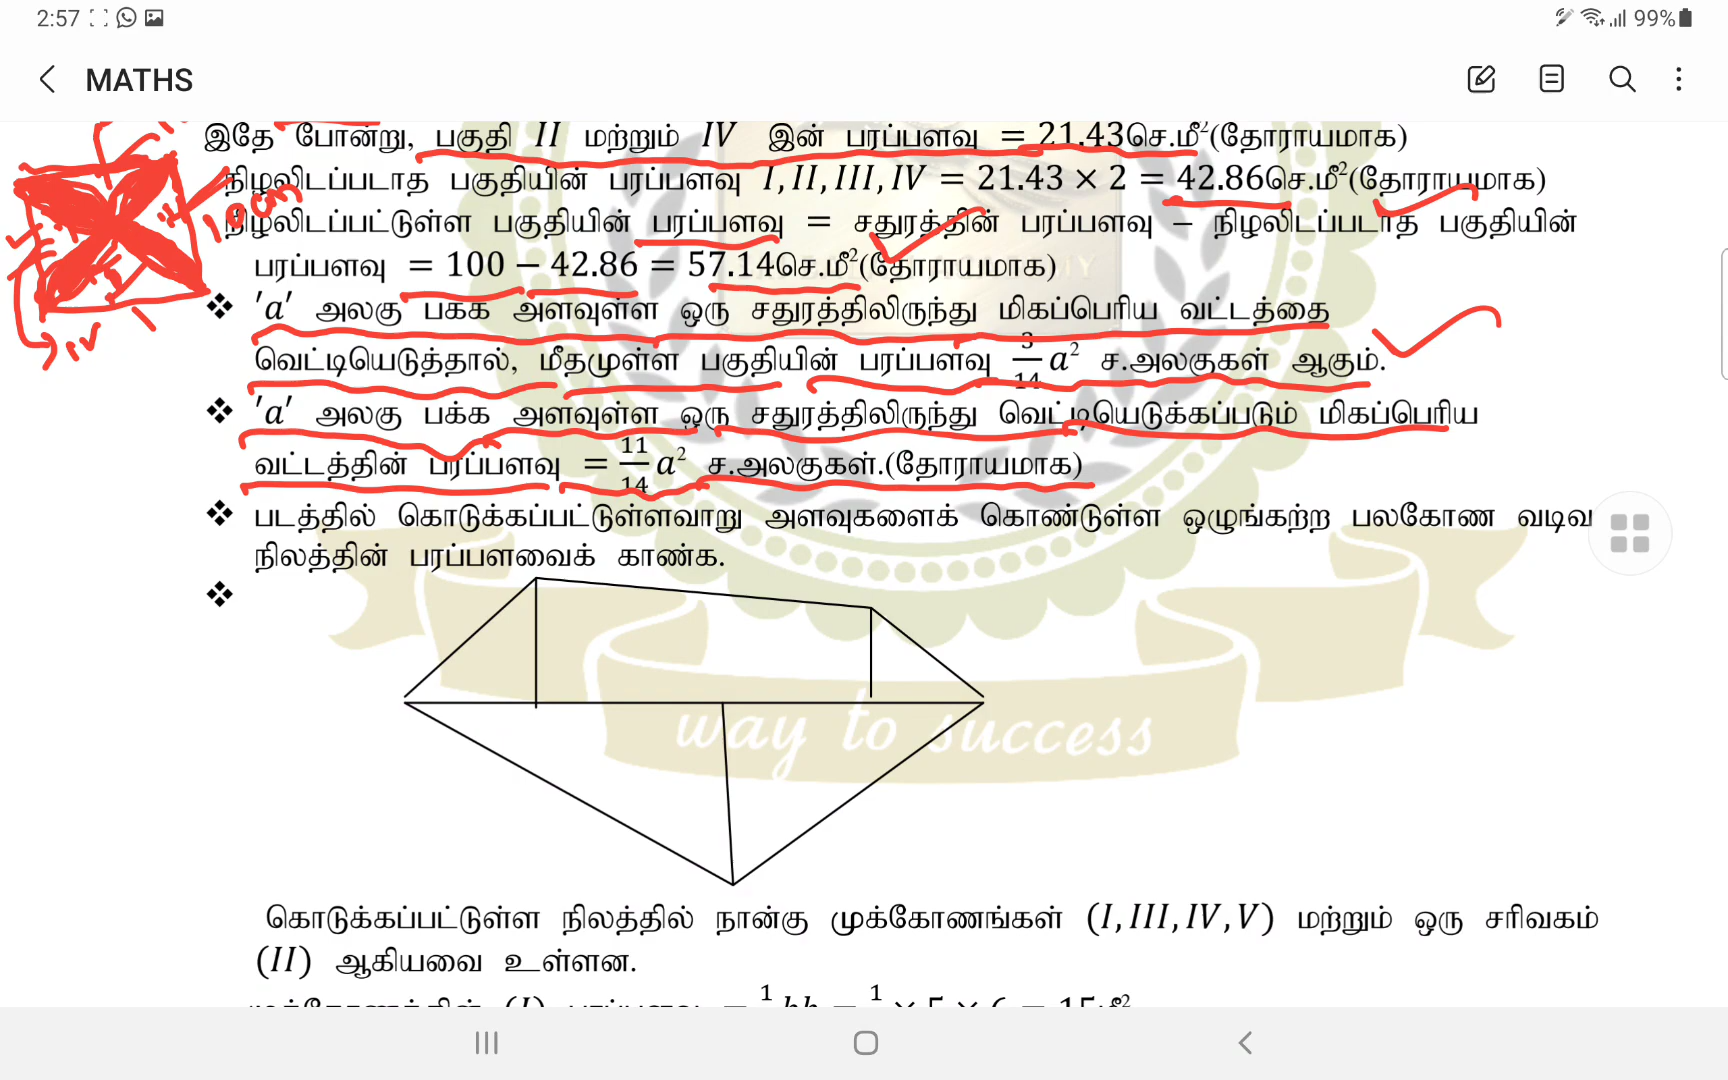 2:57 99%
MATHS
இதே போன்று, பகுதி II மற்றும் IV இன் பரப்பளவு = 21.43செ.மீ²(தோராயமாக)
நிழலிடப்படாத பகுதியின் பரப்பளவு I, II, III, IV = 21.43 × 2 = 42.86செ.மீ²(தோராயமாக)
நிழலிடப்பட்டுள்ள பகுதியின் பரப்பளவு = சதுரத்தின் பரப்பளவு − நிழலிடப்படாத பகுதியின்
பரப்பளவு = 100 − 42.86 = 57.14செ.மீ²(தோராயமாக)
❖ 'a' அலகு பக்க அளவுள்ள ஒரு சதுரத்திலிருந்து மிகப்பெரிய வட்டத்தை
வெட்டியெடுத்தால், மீதமுள்ள பகுதியின் பரப்பளவு 3/14 a² ச.அலகுகள் ஆகும்.
❖ 'a' அலகு பக்க அளவுள்ள ஒரு சதுரத்திலிருந்து வெட்டியெடுக்கப்படும் மிகப்பெரிய
வட்டத்தின் பரப்பளவு = 11/14 a² ச.அலகுகள்.(தோராயமாக)
❖ படத்தில் கொடுக்கப்பட்டுள்ளவாறு அளவுகளைக் கொண்டுள்ள ஒழுங்கற்ற பலகோண வடிவ
நிலத்தின் பரப்பளவைக் காண்க.
❖
way to success
கொடுக்கப்பட்டுள்ள நிலத்தில் நான்கு முக்கோணங்கள் (I, III, IV, V) மற்றும் ஒரு சரிவகம்
(II) ஆகியவை உள்ளன.